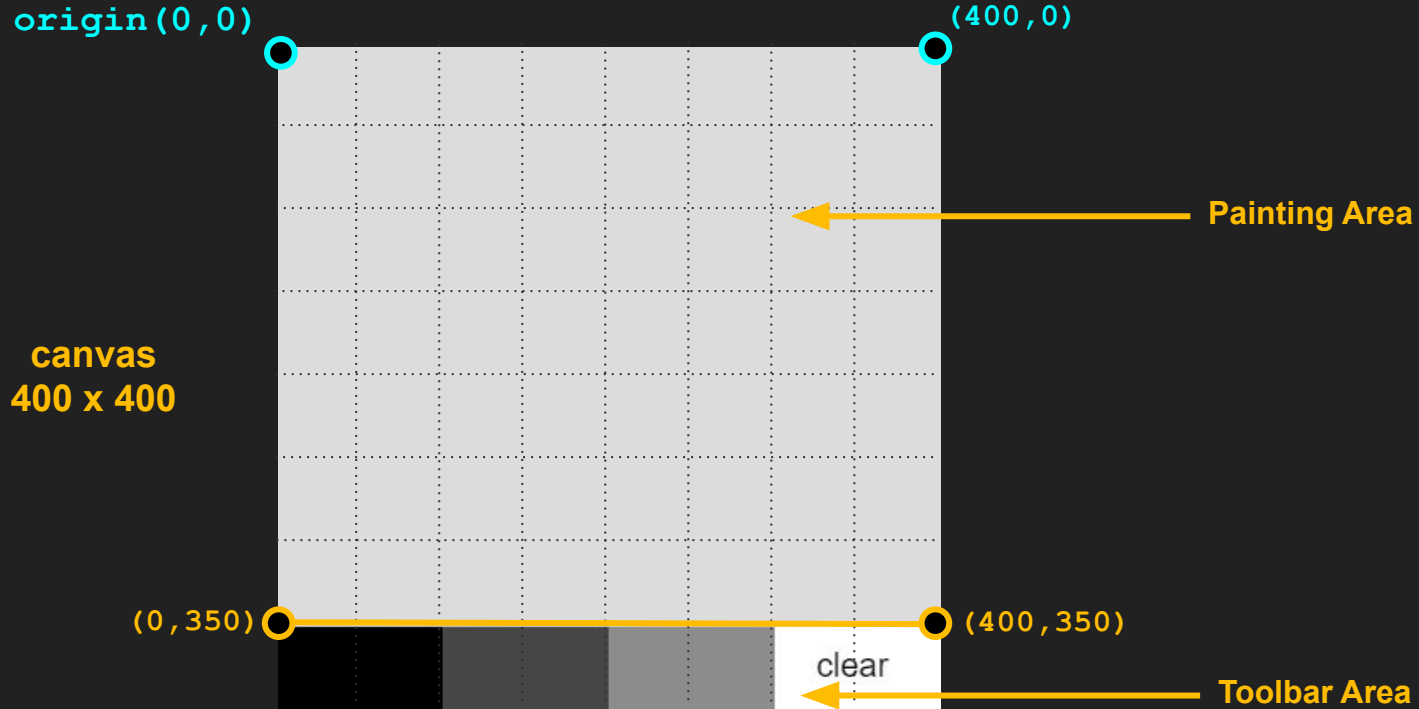 origin(0,0)
(400,0)
Painting Area
canvas
400 x 400
(0,350)
(400,350)
clear
Toolbar Area